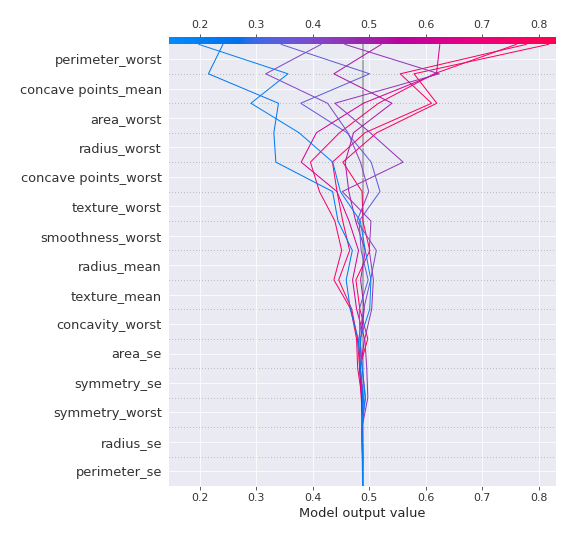 0.2 0.3 0.4 0.5 0.6 0.7 0.8
perimeter_worst
concave points_mean
area_worst
radius_worst
concave points_worst
texture_worst
smoothness_worst
radius_mean
texture_mean
concavity_worst
area_se
symmetry_se
symmetry_worst
radius_se
perimeter_se
0.2 0.3 0.4 0.5 0.6 0.7 0.8
Model output value